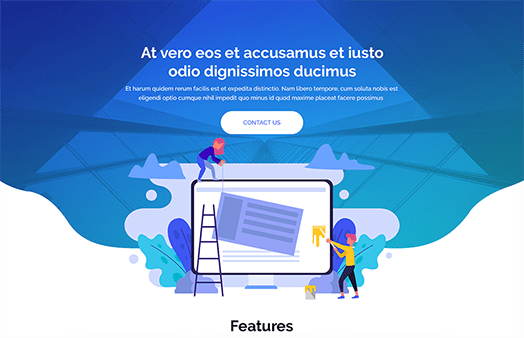 At vero eos et accusamus et iusto
odio dignissimos ducimus
Et harum quidem rerum facilis est et expedita distinctio. Nam libero tempore, cum soluta nobis est
eligendi optio cumque nihil impedit quo minus id quod maxime placeat facere possimus
CONTACT US
Features